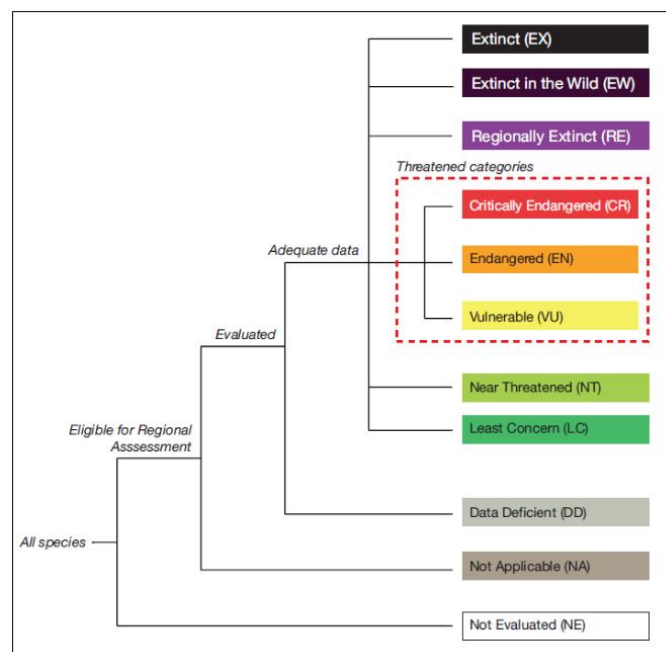 Extinct (EX)
Extinct in the Wild (EW)
Regionally Extinct (RE)
Threatened categories
Critically Endangered (CR)
Adequate data
Endangered (EN)
Vulnerable (VU)
Evaluated
Near Threatened (NT)
Eligible for Regional
Asssessment
Least Concern (LC)
Data Deficient (DD)
All species
Not Applicable (NA)
Not Evaluated (NE)